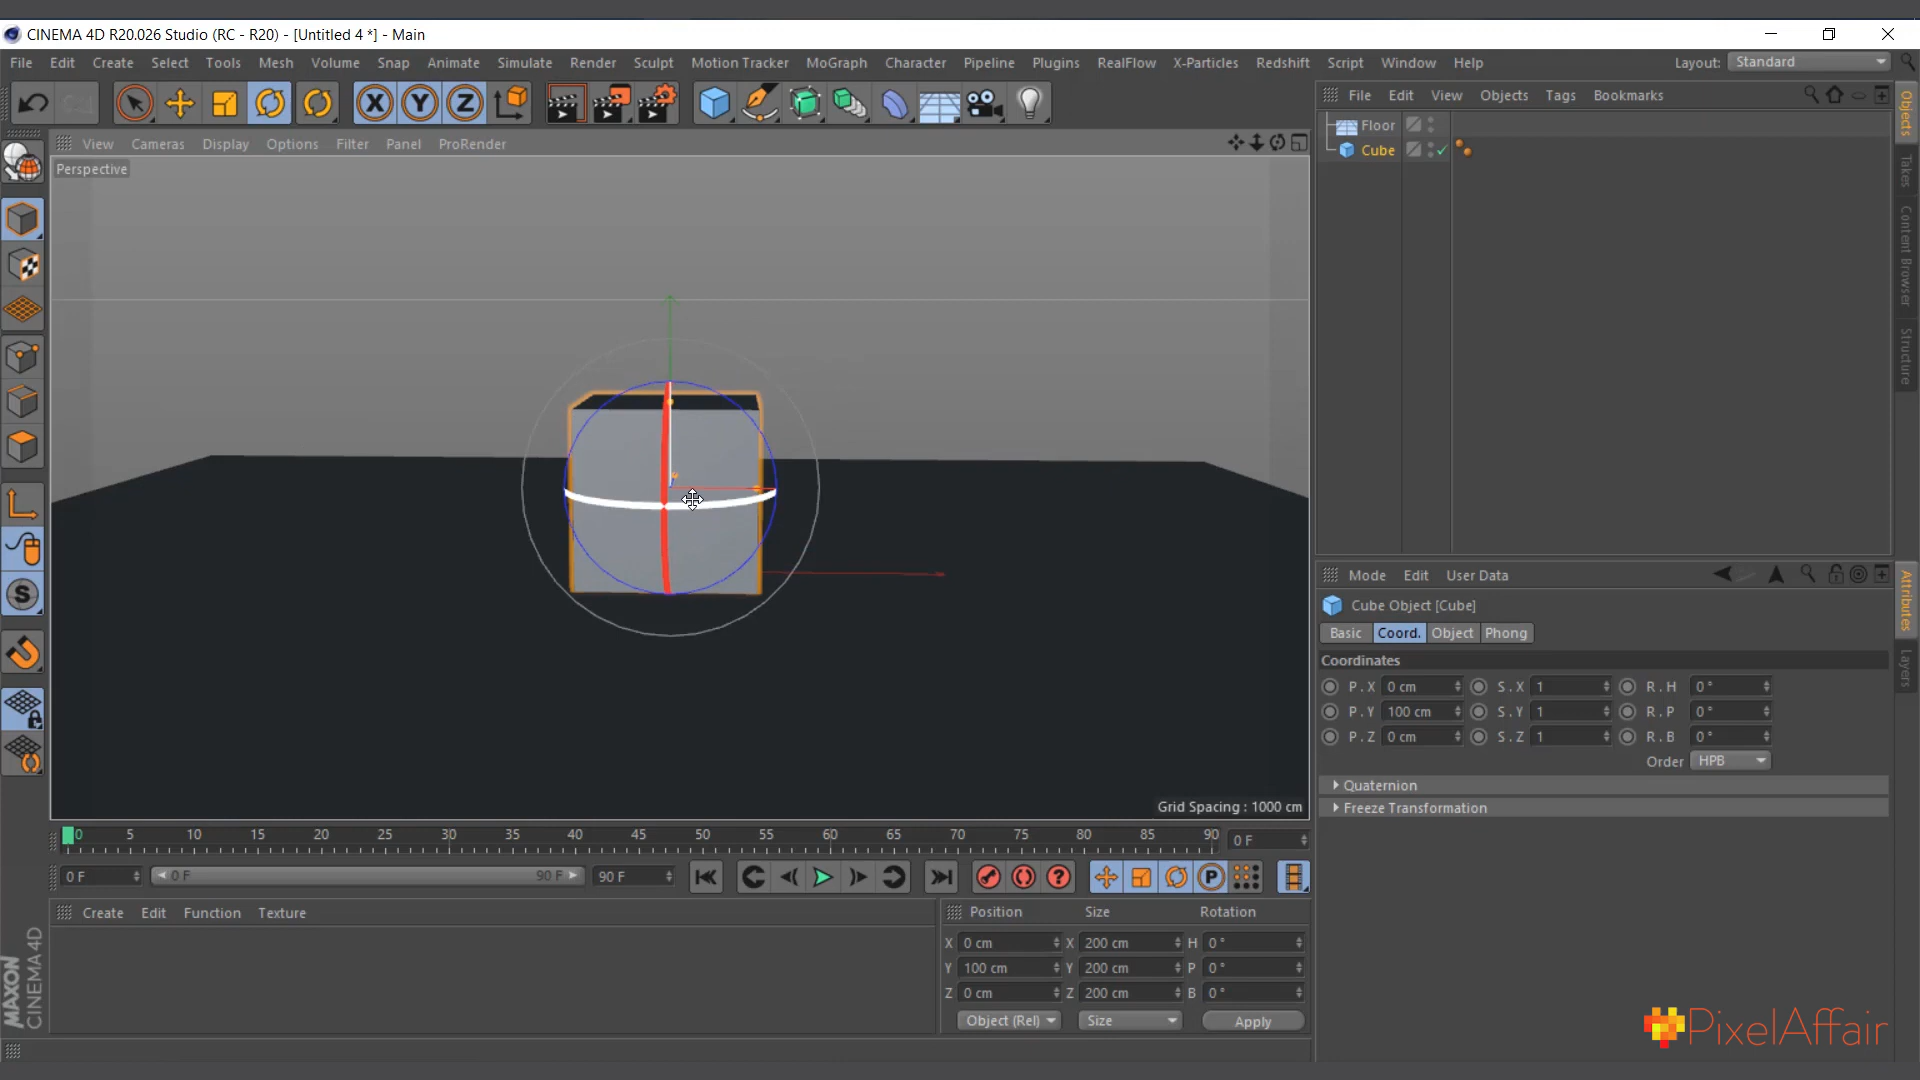 CINEMA 4D R20.026 Studio (RC - R20) - [Untitled 4 *] - Main
File Edit Create Select Tools Mesh Volume Snap Animate Simulate Render Sculpt Motion Tracker MoGraph Character Pipeline Plugins RealFlow X-Particles Redshift Script Window Help Layout: Standard
X Y Z
File Edit View Objects Tags Bookmarks
Objects
Takes
Content Browser
Structure
Floor
Cube
View Cameras Display Options Filter Panel ProRender
Perspective
Grid Spacing : 1000 cm
S
Mode Edit User Data
Attributes
Layers
Cube Object [Cube]
Basic Coord. Object Phong
Coordinates
P . X 0 cm S . X 1 R . H 0 °
P . Y 100 cm S . Y 1 R . P 0 °
P . Z 0 cm S . Z 1 R . B 0 °
Order HPB
Quaternion
Freeze Transformation
0 5 10 15 20 25 30 35 40 45 50 55 60 65 70 75 80 85 90 0 F
0 F 0 F 90 F 90 F ? P
Create Edit Function Texture
Position Size Rotation
X 0 cm X 200 cm H 0 °
Y 100 cm Y 200 cm P 0 °
Z 0 cm Z 200 cm B 0 °
Object (Rel) Size Apply
MAXON
CINEMA 4D
PixelAffair